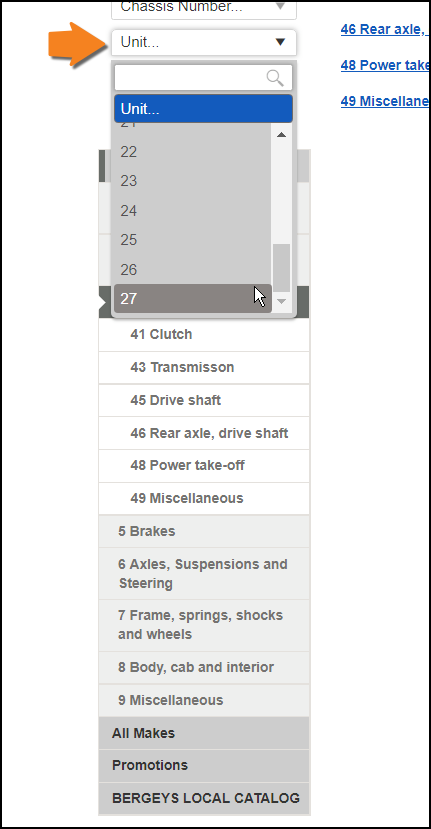 Chassis Number...
Unit...
Unit...
21
22
23
24
25
26
27
46 Rear axle,
48 Power take
49 Miscellane
41 Clutch
43 Transmisson
45 Drive shaft
46 Rear axle, drive shaft
48 Power take-off
49 Miscellaneous
5 Brakes
6 Axles, Suspensions and
Steering
7 Frame, springs, shocks
and wheels
8 Body, cab and interior
9 Miscellaneous
All Makes
Promotions
BERGEYS LOCAL CATALOG